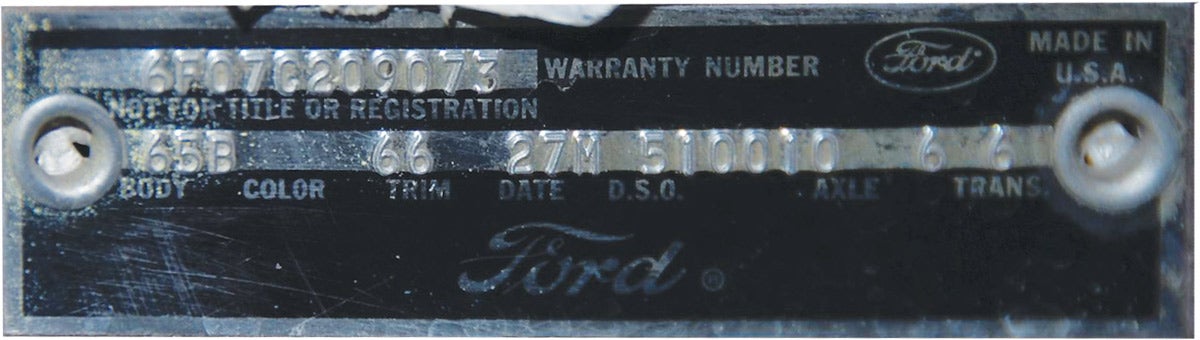 6F07C209073 WARRANTY NUMBER Ford MADE IN
U.S.A.
NOT FOR TITLE OR REGISTRATION
65B 66 27M 510010 6 6
BODY COLOR TRIM DATE D.S.O. AXLE TRANS.
Ford ®